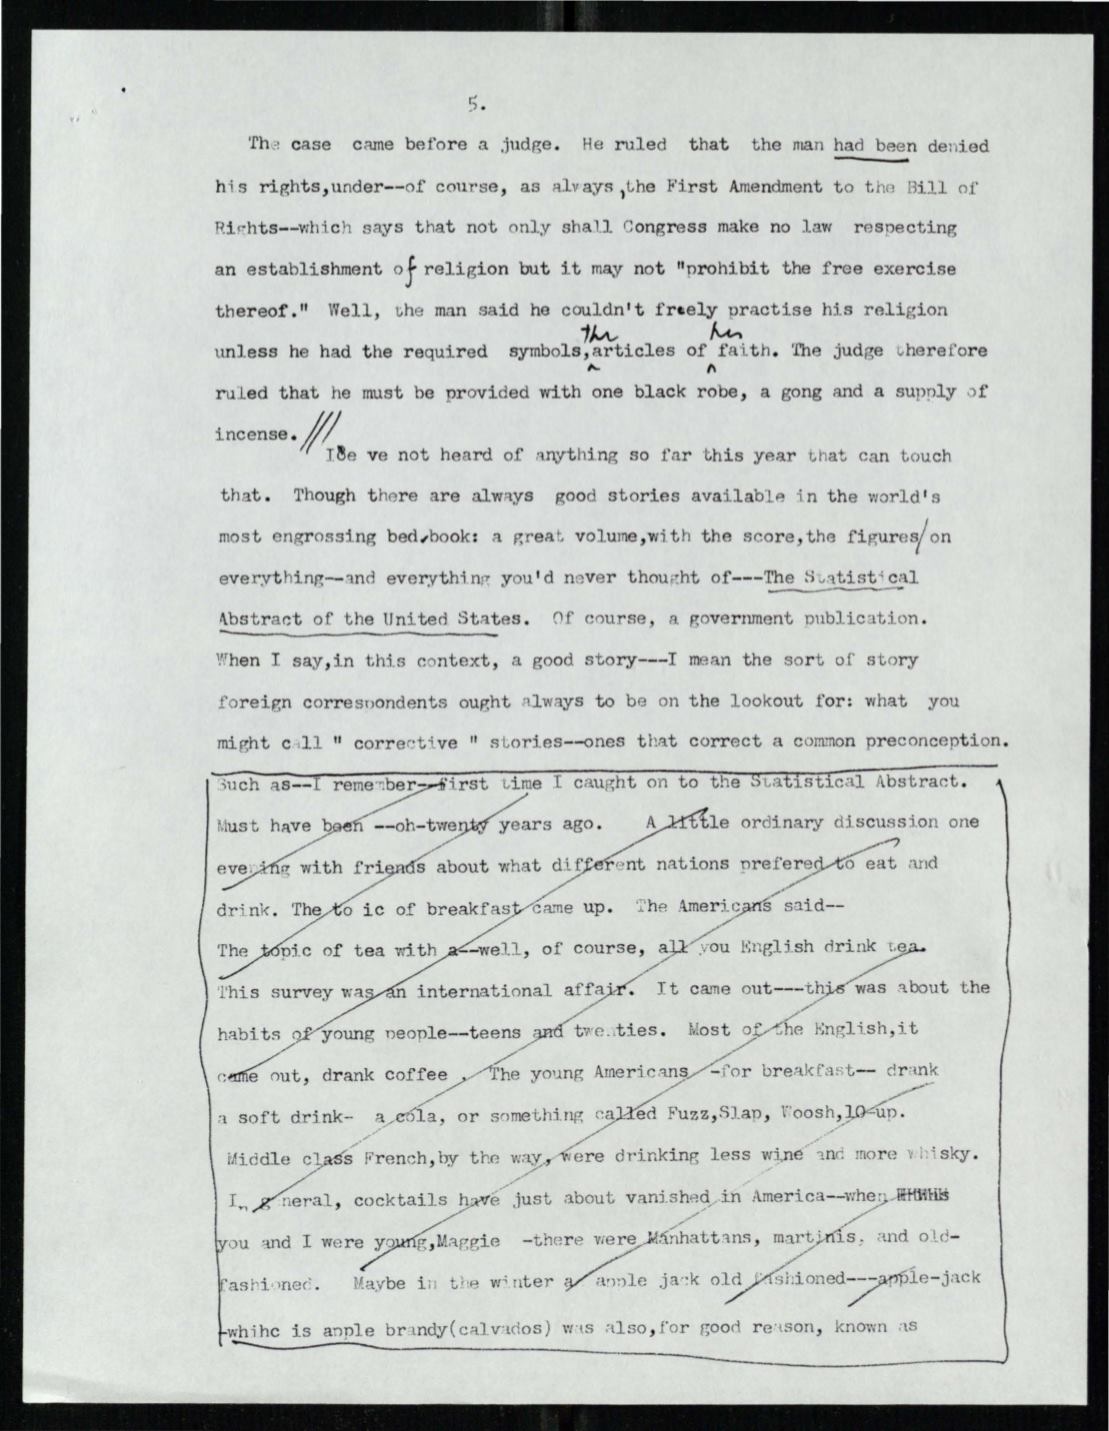 5.
The case came before a judge. He ruled that the man had been denied
his rights,under--of course, as always ,the First Amendment to the Bill of
Rights--which says that not only shall Congress make no law respecting
an establishment of religion but it may not "prohibit the free exercise
thereof." Well, the man said he couldn't freely practise his religion
the his
unless he had the required symbols,articles of faith. The judge therefore
ruled that he must be provided with one black robe, a gong and a supply of
incense.///
ve not heard of anything so far this year that can touch
that. Though there are always good stories available in the world's
most engrossing bed book: a great volume,with the score,the figures/on
everything--and everything you'd never thought of---The Statistical
Abstract of the United States. Of course, a government publication.
When I say,in this context, a good story---I mean the sort of story
foreign correspondents ought always to be on the lookout for: what you
might call " corrective " stories--ones that correct a common preconception.
Such as--I remember--first time I caught on to the Statistical Abstract.
Must have been --oh-twenty years ago. A little ordinary discussion one
evening with friends about what different nations prefered to eat and
drink. The to ic of breakfast came up. The Americans said--
The topic of tea with a--well, of course, all you English drink tea.
This survey was an international affair. It came out---this was about the
habits of young people--teens and twenties. Most of the English,it
came out, drank coffee . The young Americans -for breakfast-- drank
a soft drink- a cola, or something called Fuzz,Slap, Woosh,10-up.
Middle class French,by the way, were drinking less wine and more whisky.
In g neral, cocktails have just about vanished in America--when
you and I were young,Maggie -there were Manhattans, martinis, and old-
fashioned. Maybe in the winter a apple jack old fashioned---apple-jack
-whihc is apple brandy(calvados) was also,for good reason, known as